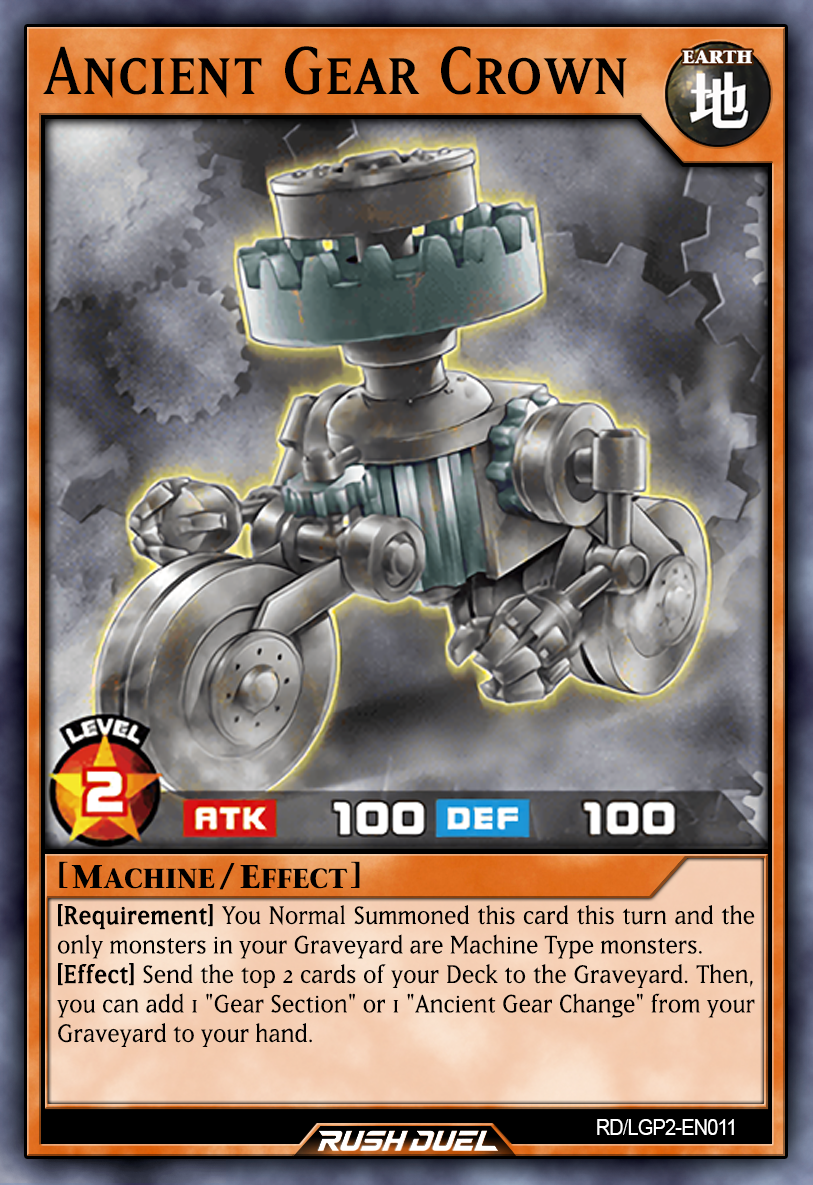 Ancient Gear Crown
EARTH
地
LEVEL
2
ATK 100 DEF 100
[Machine/Effect]
[Requirement] You Normal Summoned this card this turn and the
only monsters in your Graveyard are Machine Type monsters.
[Effect] Send the top 2 cards of your Deck to the Graveyard. Then,
you can add 1 "Gear Section" or 1 "Ancient Gear Change" from your
Graveyard to your hand.
RD/LGP2-EN011
RUSH DUEL